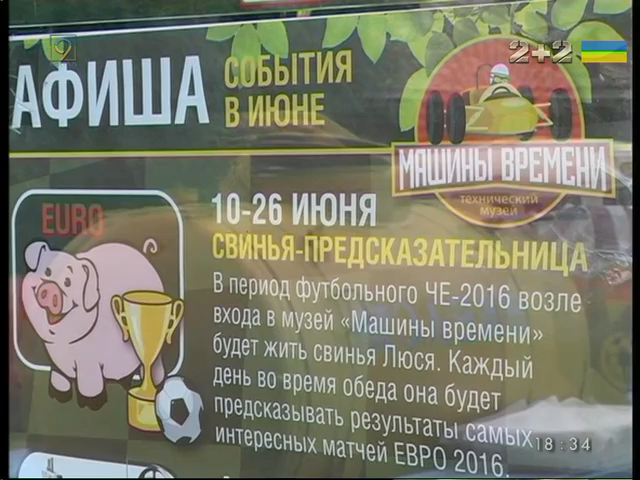 9
2+2
АФИША
СОБЫТИЯ
В ИЮНЕ
МАШИНЫ ВРЕМЕНИ
технический
музей
EURO
10-26 ИЮНЯ
СВИНЬЯ-ПРЕДСКАЗАТЕЛЬНИЦА
В период футбольного ЧЕ-2016 возле
входа в музей «Машины времени»
будет жить свинья Люся. Каждый
день во время обеда она будет
предсказывать результаты самых
интересных матчей ЕВРО 2016.
18:34